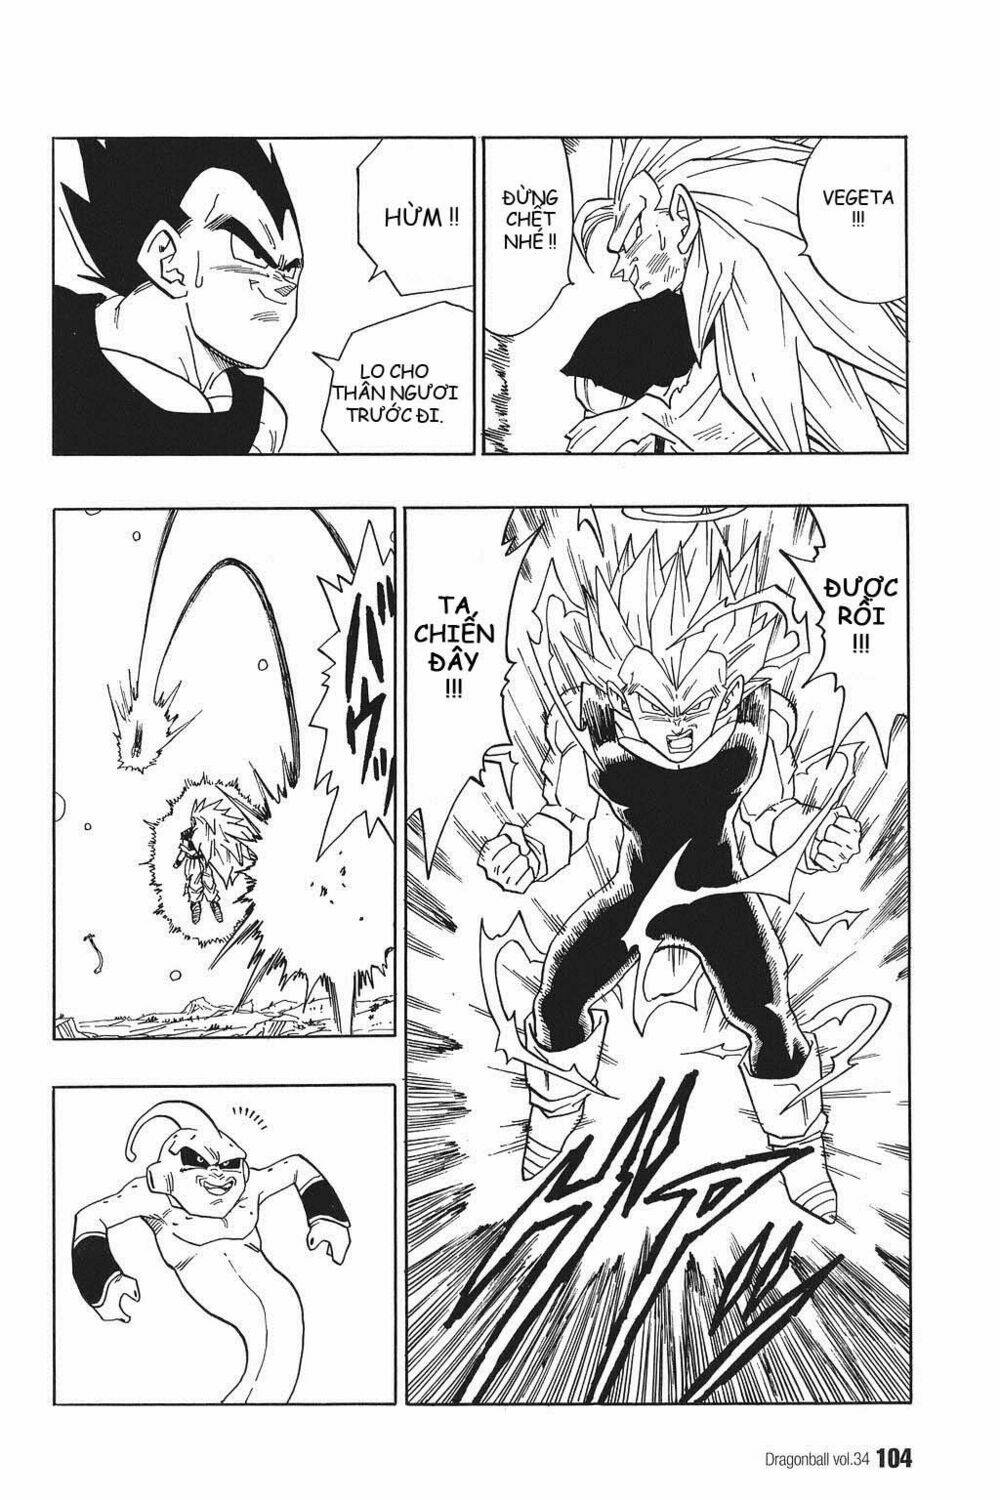 VEGETA
!!!
ĐỪNG
CHẾT
NHÉ !!
HỪM !!
LO CHO
THÂN NGƯƠI
TRƯỚC ĐI.
ĐƯỢC
RỒI
!!!
TA
CHIẾN
ĐÂY
!!!
Dragonball vol.34 104